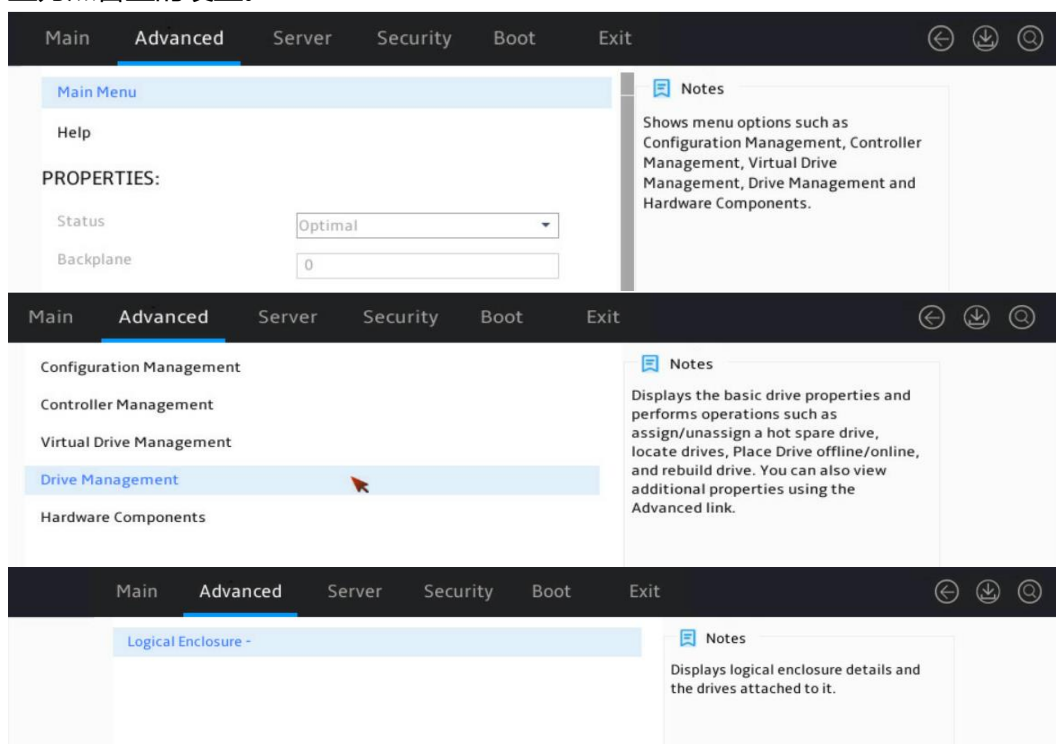 Main Advanced Server Security Boot Exit
Main Menu
Help
PROPERTIES:
Status Optimal
Backplane 0
Notes
Shows menu options such as
Configuration Management, Controller
Management, Virtual Drive
Management, Drive Management and
Hardware Components.
Main Advanced Server Security Boot Exit
Configuration Management
Controller Management
Virtual Drive Management
Drive Management
Hardware Components
Notes
Displays the basic drive properties and
performs operations such as
assign/unassign a hot spare drive,
locate drives, Place Drive offline/online,
and rebuild drive. You can also view
additional properties using the
Advanced link.
Main Advanced Server Security Boot Exit
Logical Enclosure -
Notes
Displays logical enclosure details and
the drives attached to it.